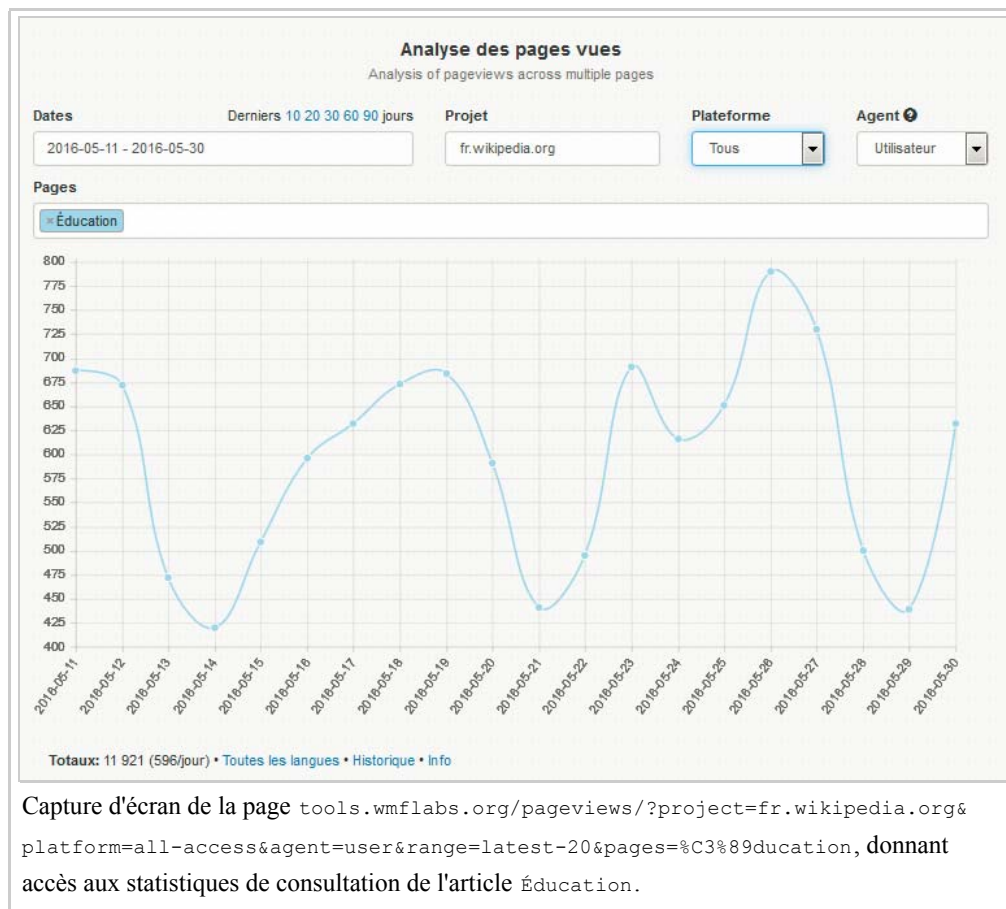 Analyse des pages vues
Analysis of pageviews across multiple pages
Dates
Derniers 10 20 30 60 90 jours
Projet
Plateforme
Agent
2016-05-11 - 2016-05-30
fr.wikipedia.org
Tous
Utilisateur
Pages
×Éducation
800
775
750
725
700
675
650
625
600
575
550
525
500
475
450
425
400
2016-05-11
2016-05-12
2016-05-13
2016-05-14
2016-05-15
2016-05-16
2016-05-17
2016-05-18
2016-05-19
2016-05-20
2016-05-21
2016-05-22
2016-05-23
2016-05-24
2016-05-25
2016-05-26
2016-05-27
2016-05-28
2016-05-29
2016-05-30
Totaux: 11 921 (596/jour) • Toutes les langues • Historique • Info
Capture d'écran de la page tools.wmflabs.org/pageviews/?project=fr.wikipedia.org&
platform=all-access&agent=user&range=latest-20&pages=%C3%89ducation, donnant
accès aux statistiques de consultation de l'article Éducation.